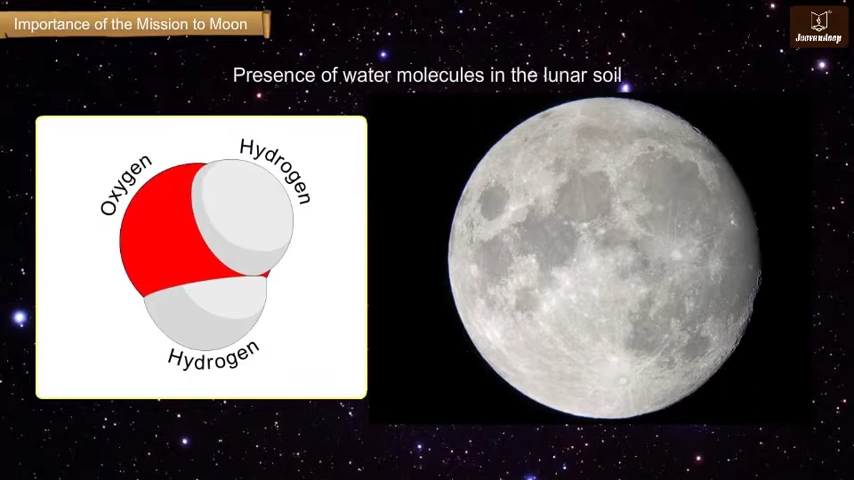 Importance of the Mission to Moon
Presence of water molecules in the lunar soil
Oxygen
Hydrogen
Hydrogen